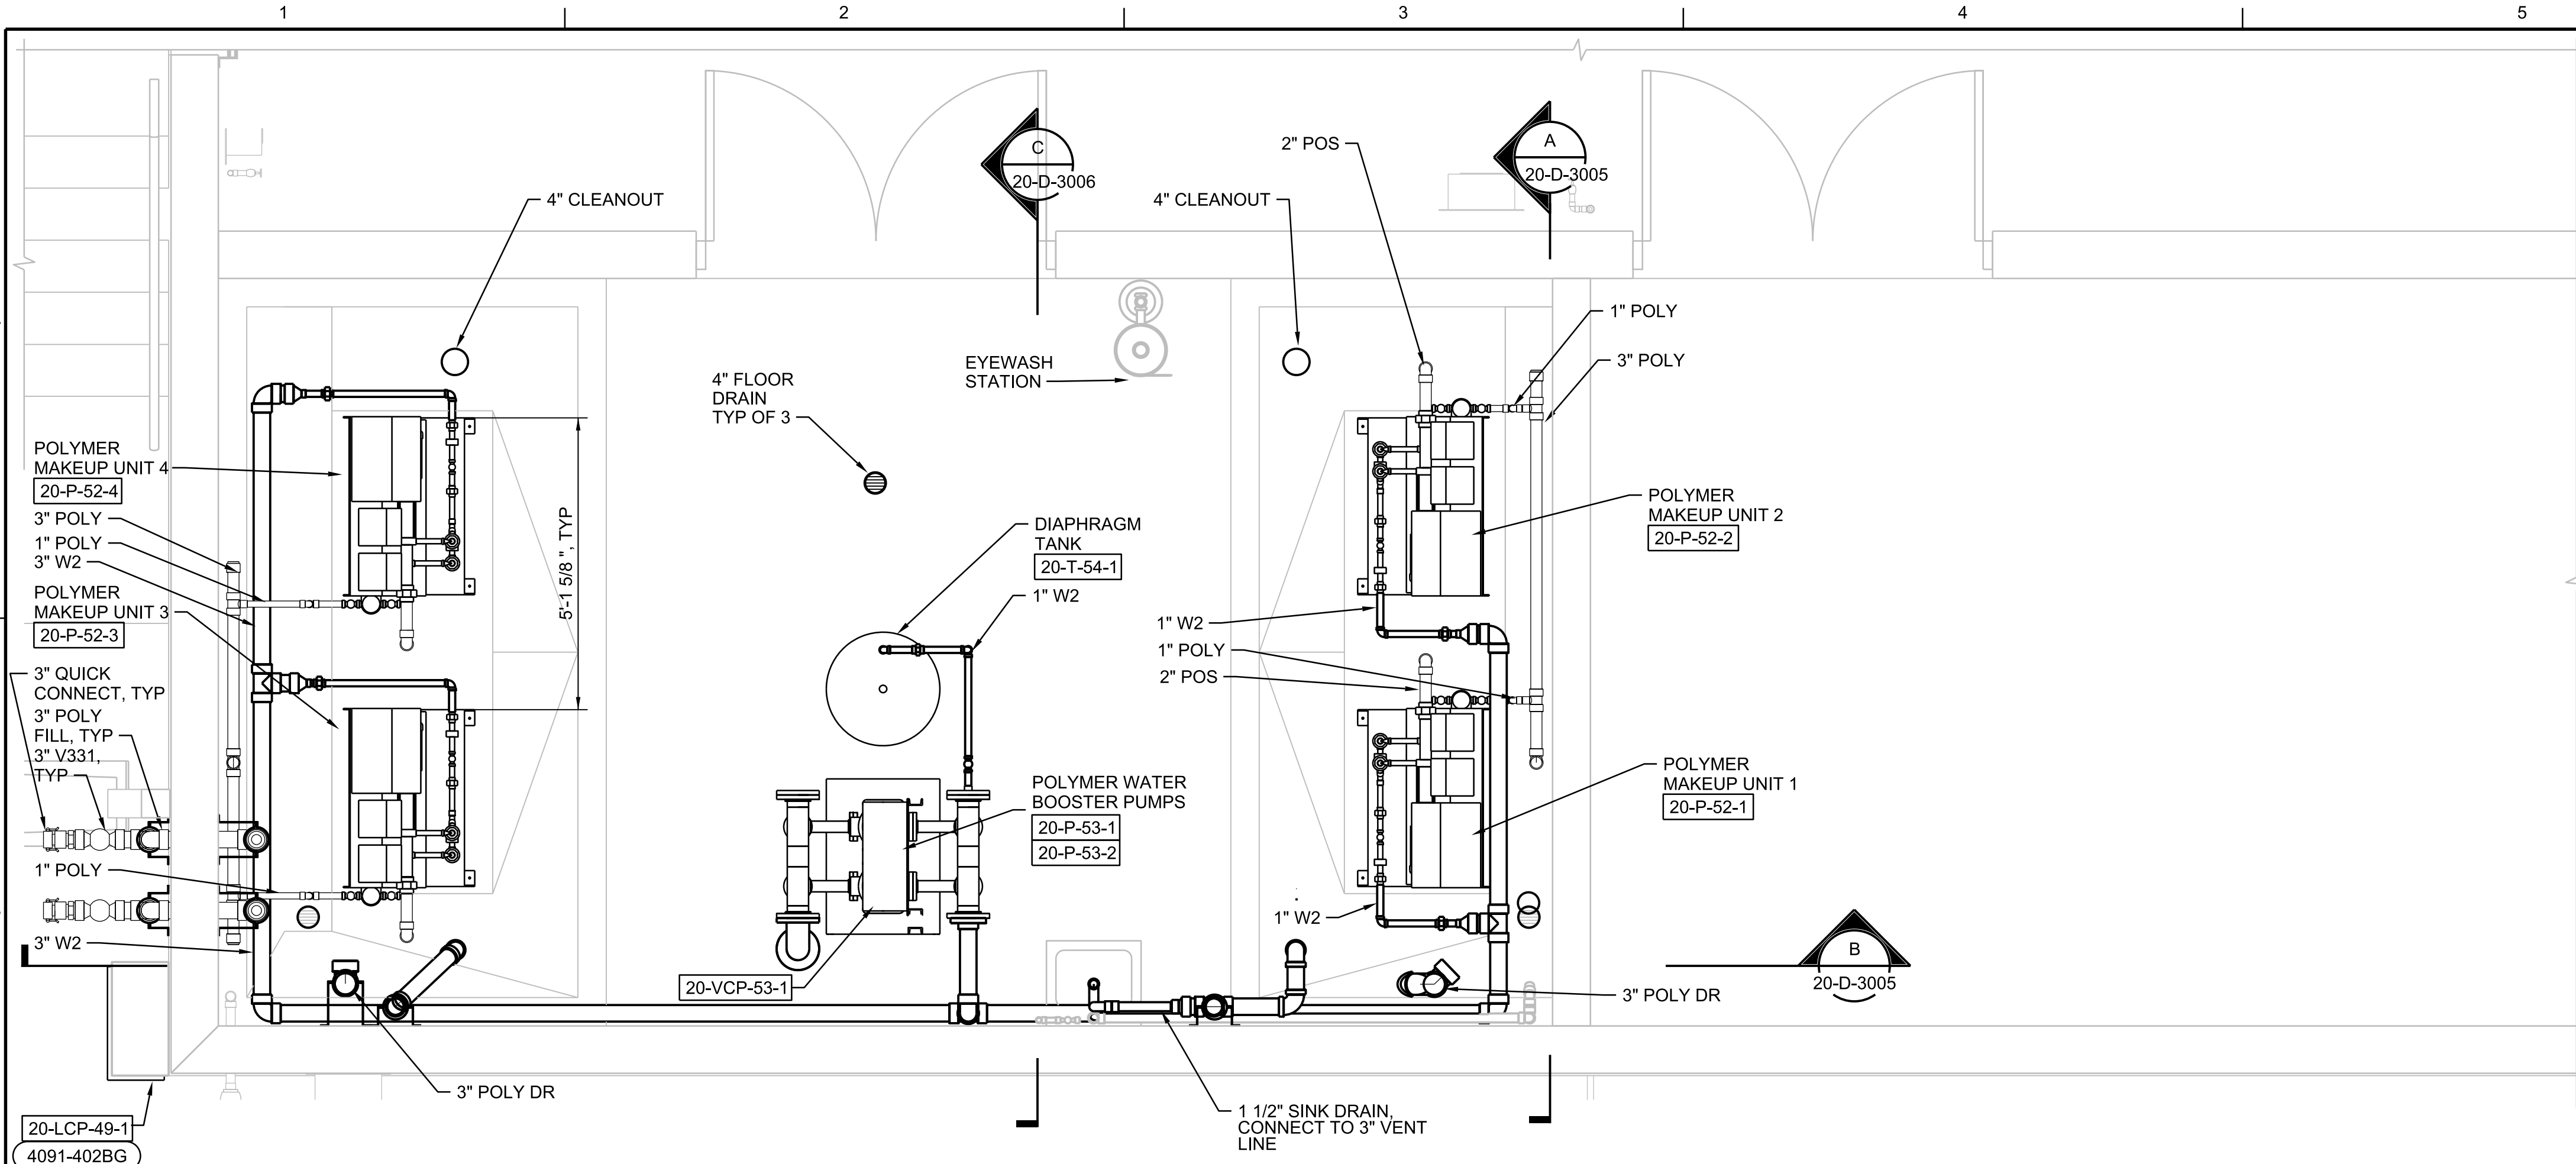 1
2
3
4
5
C
20-D-3006
A
20-D-3005
2" POS
4" CLEANOUT
4" CLEANOUT
1" POLY
3" POLY
EYEWASH
STATION
4" FLOOR
DRAIN
TYP OF 3
POLYMER
MAKEUP UNIT 4
20-P-52-4
3" POLY
1" POLY
3" W2
POLYMER
MAKEUP UNIT 3
20-P-52-3
5'-1 5/8 ", TYP
DIAPHRAGM
TANK
20-T-54-1
1" W2
POLYMER
MAKEUP UNIT 2
20-P-52-2
1" W2
1" POLY
2" POS
3" QUICK
CONNECT, TYP
3" POLY
FILL, TYP
3" V331,
TYP
POLYMER WATER
BOOSTER PUMPS
20-P-53-1
20-P-53-2
POLYMER
MAKEUP UNIT 1
20-P-52-1
1" POLY
3" W2
1" W2
20-VCP-53-1
B
20-D-3005
3" POLY DR
3" POLY DR
1 1/2" SINK DRAIN,
CONNECT TO 3" VENT
LINE
20-LCP-49-1
4091-402BG